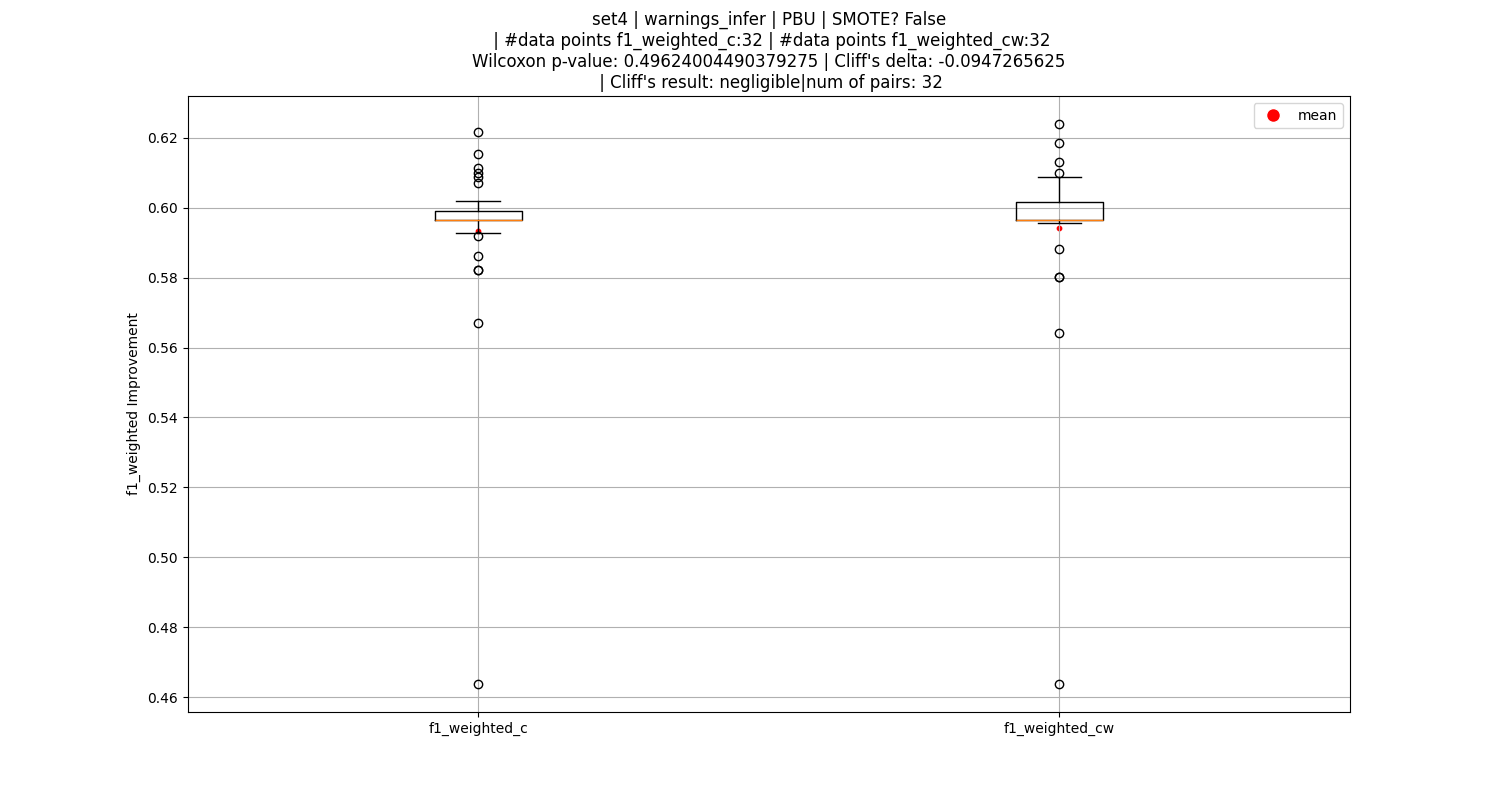 set4 | warnings_infer | PBU | SMOTE? False
| #data points f1_weighted_c:32 | #data points f1_weighted_cw:32
Wilcoxon p-value: 0.49624004490379275 | Cliff's delta: -0.0947265625
| Cliff's result: negligible|num of pairs: 32
mean
0.62
0.60
0.58
0.56
0.54
0.52
0.50
0.48
0.46
f1_weighted Improvement
f1_weighted_c
f1_weighted_cw